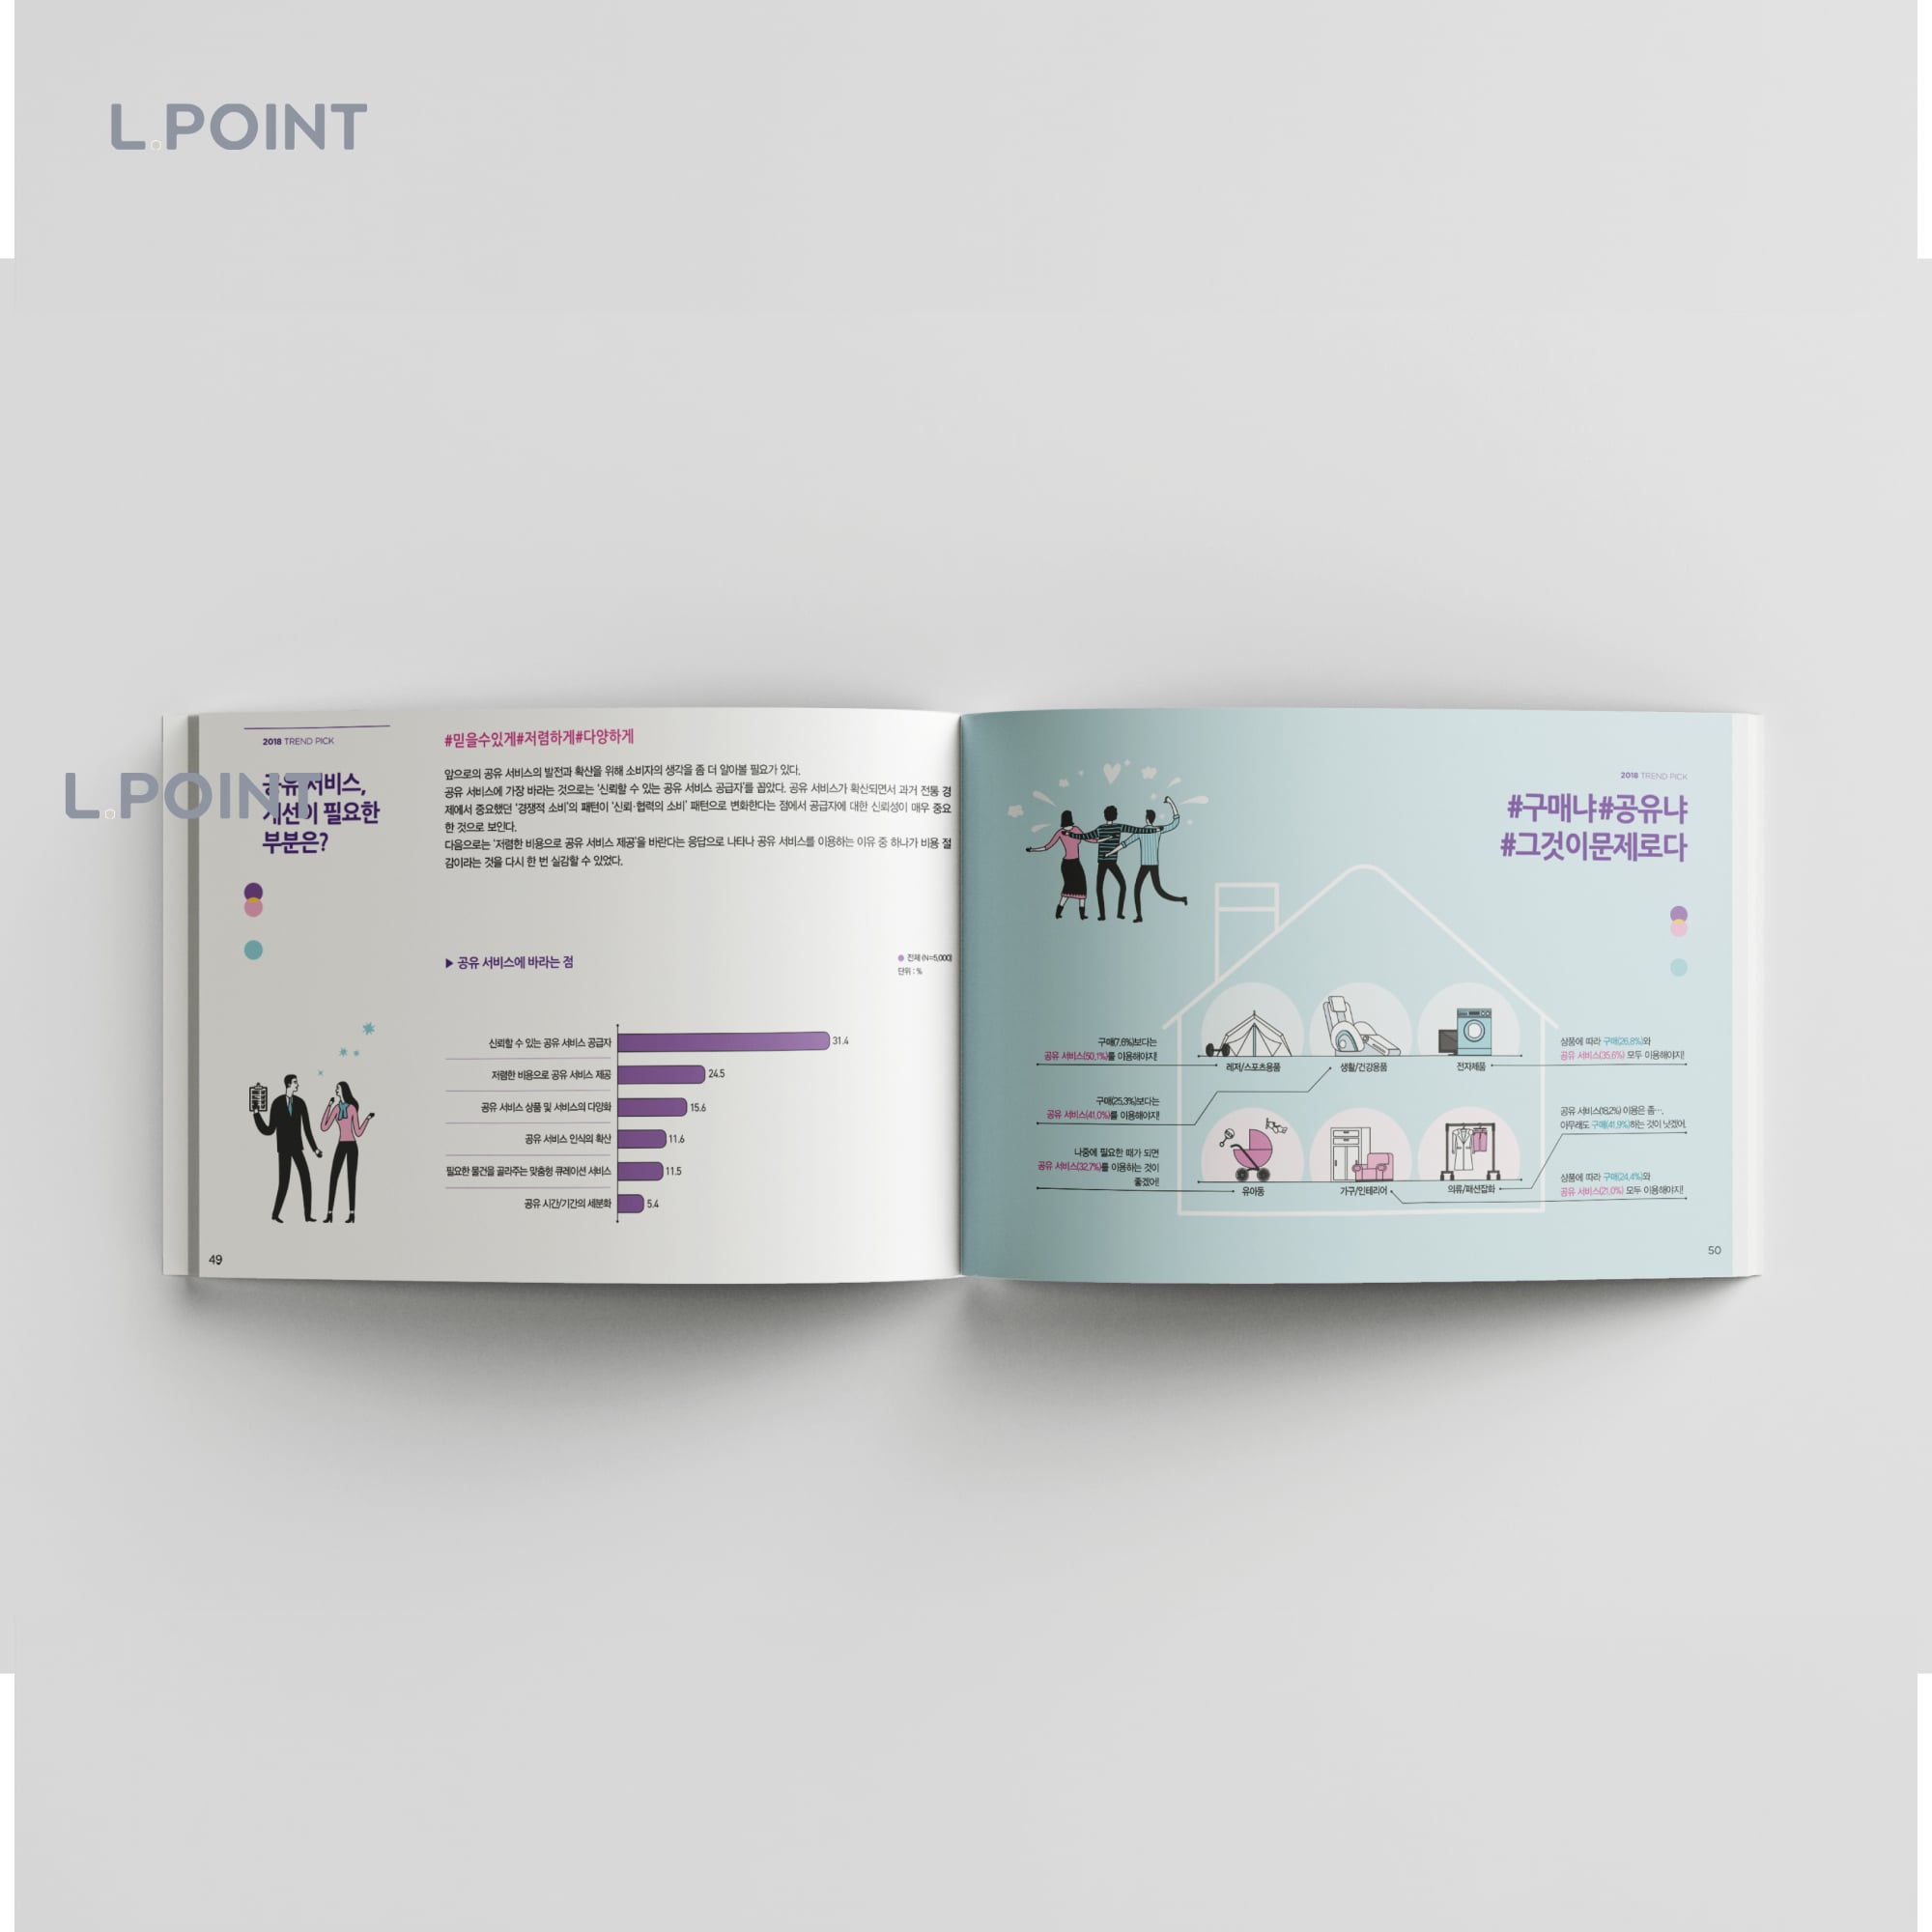 L.POINT
L.POINT
2018 TREND PICK
공유 서비스,
개선이 필요한
부분은?
#믿을수있게#저렴하게#다양하게
앞으로의 공유 서비스의 발전과 확산을 위해 소비자의 생각을 좀 더 알아볼 필요가 있다.
공유 서비스에 가장 바라는 것으로는 '신뢰할 수 있는 공유 서비스 공급자'를 꼽았다. 공유 서비스가 확산되면서 과거 전통 경
제에서 중요했던 '경쟁적 소비'의 패턴이 '신뢰·협력의 소비' 패턴으로 변화한다는 점에서 공급자에 대한 신뢰성이 매우 중요
한 것으로 보인다.
다음으로는 '저렴한 비용으로 공유 서비스 제공'을 바란다는 응답으로 나타나 공유 서비스를 이용하는 이유 중 하나가 비용 절
감이라는 것을 다시 한 번 실감할 수 있었다.
▶ 공유 서비스에 바라는 점
전체 (N=5,000)
단위 : %
신뢰할 수 있는 공유 서비스 공급자 31.4
저렴한 비용으로 공유 서비스 제공 24.5
공유 서비스 상품 및 서비스의 다양화 15.6
공유 서비스 인식의 확산 11.6
필요한 물건을 골라주는 맞춤형 큐레이션 서비스 11.5
공유 시간/기간의 세분화 5.4
49
2018 TREND PICK
#구매냐#공유냐
#그것이문제로다
구매(7.6%)보다는
공유 서비스(50.1%)를 이용해야지!
레저/스포츠용품
생활/건강용품
전자제품
상품에 따라 구매(26.8%)와
공유 서비스(35.6%) 모두 이용해야지!
구매(25.3%)보다는
공유 서비스(41.0%)를 이용해야지!
공유 서비스(18.2%) 이용은 좀…,
아무래도 구매(41.9%)하는 것이 낫겠어.
나중에 필요한 때가 되면
공유 서비스(32.7%)를 이용하는 것이
좋겠어!
유아동
가구/인테리어
의류/패션잡화
상품에 따라 구매(24.4%)와
공유 서비스(21.0%) 모두 이용해야지!
50